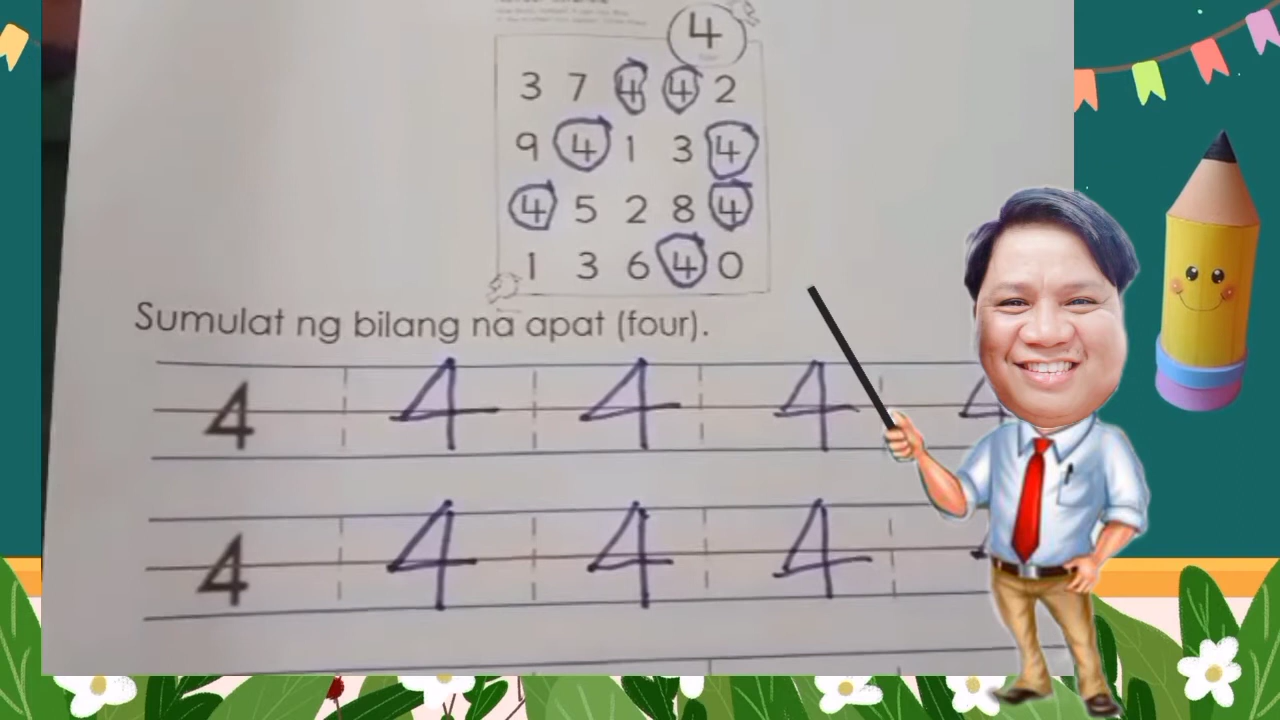 4
3 7 4 4 2
9 4 1 3 4
4 5 2 8 4
1 3 6 4 0
Sumulat ng bilang na apat (four).
4 4 4 4 4
4 4 4 4